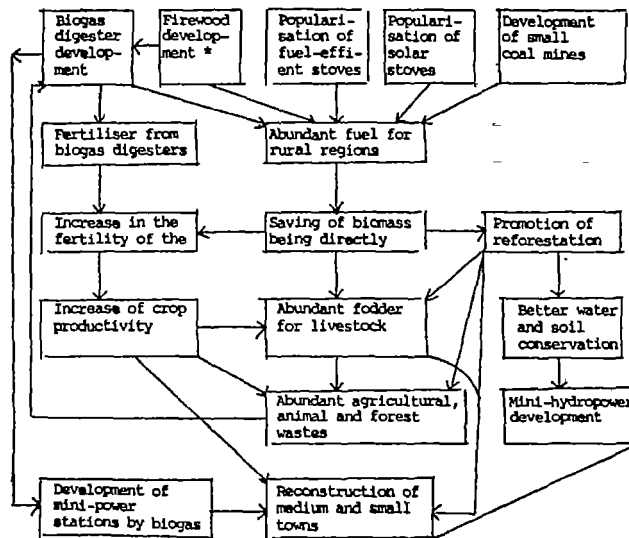 Biogas
digester
develop-
ment
Firewood
develop-
ment *
Popular-
isation of
fuel-effi-
ent stoves
Popular-
isation of
solar
stoves
Development
of small
coal mines
Fertiliser from
biogas digesters
Abundant fuel for
rural regions
Increase in the
fertility of the
Saving of biomass
being directly
Promotion of
reforestation
Increase of crop
productivity
Abundant fodder
for livestock
Better water
and soil
conservation
Abundant agricultural,
animal and forest
wastes
Mini-hydropower
development
Development of
mini-power
stations by biogas
Reconstruction of
medium and small
towns